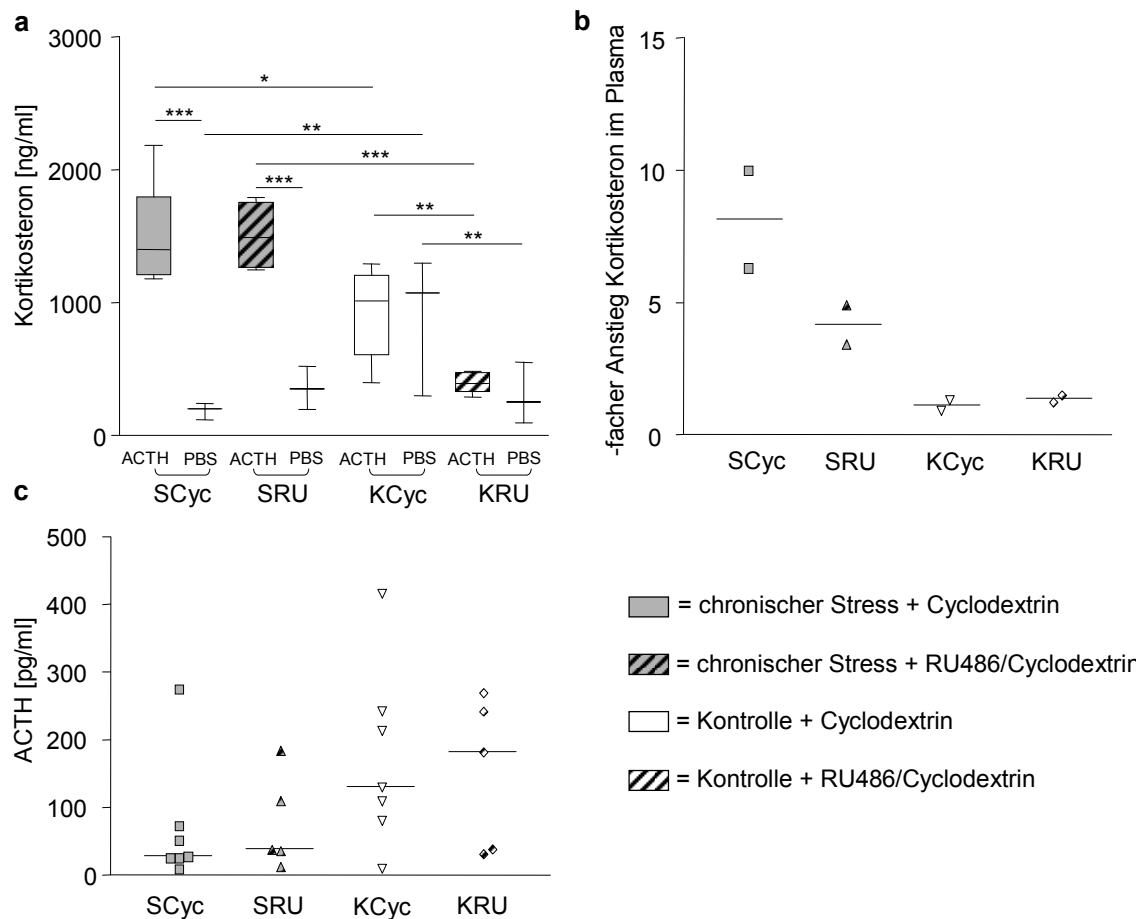 a
3000
2000
1000
0
Kortikosteron [ng/ml]
*
***
**
***
***
**
**
ACTH PBS ACTH PBS ACTH PBS ACTH PBS
SCyc SRU KCyc KRU
b
15
10
5
0
-facher Anstieg Kortikosteron im Plasma
SCyc SRU KCyc KRU
c
500
400
300
200
100
0
ACTH [pg/ml]
SCyc SRU KCyc KRU
= chronischer Stress + Cyclodextrin
= chronischer Stress + RU486/Cyclodextrin
= Kontrolle + Cyclodextrin
= Kontrolle + RU486/Cyclodextrin